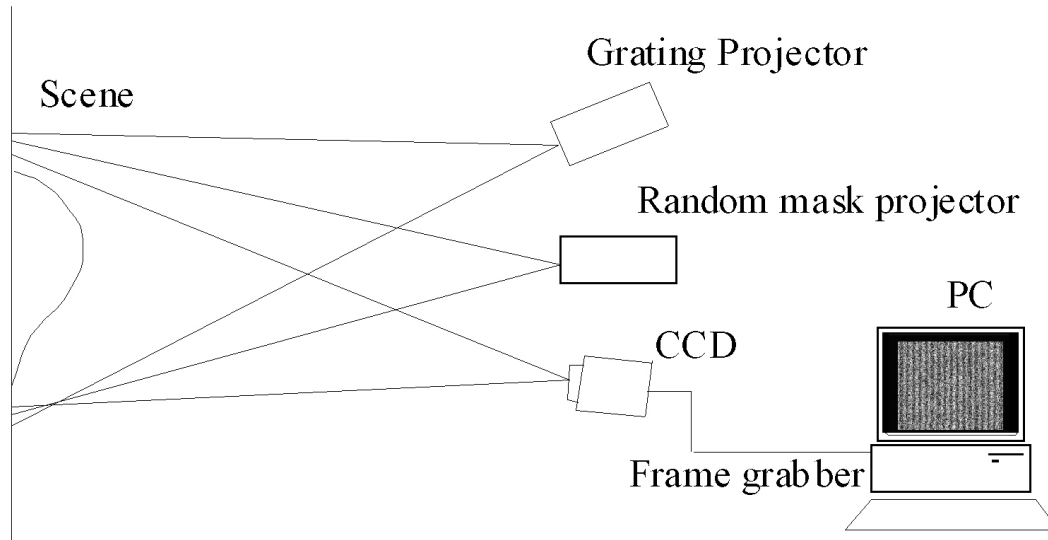 Grating Projector
Scene
Random mask projector
PC
CCD
Frame grabber